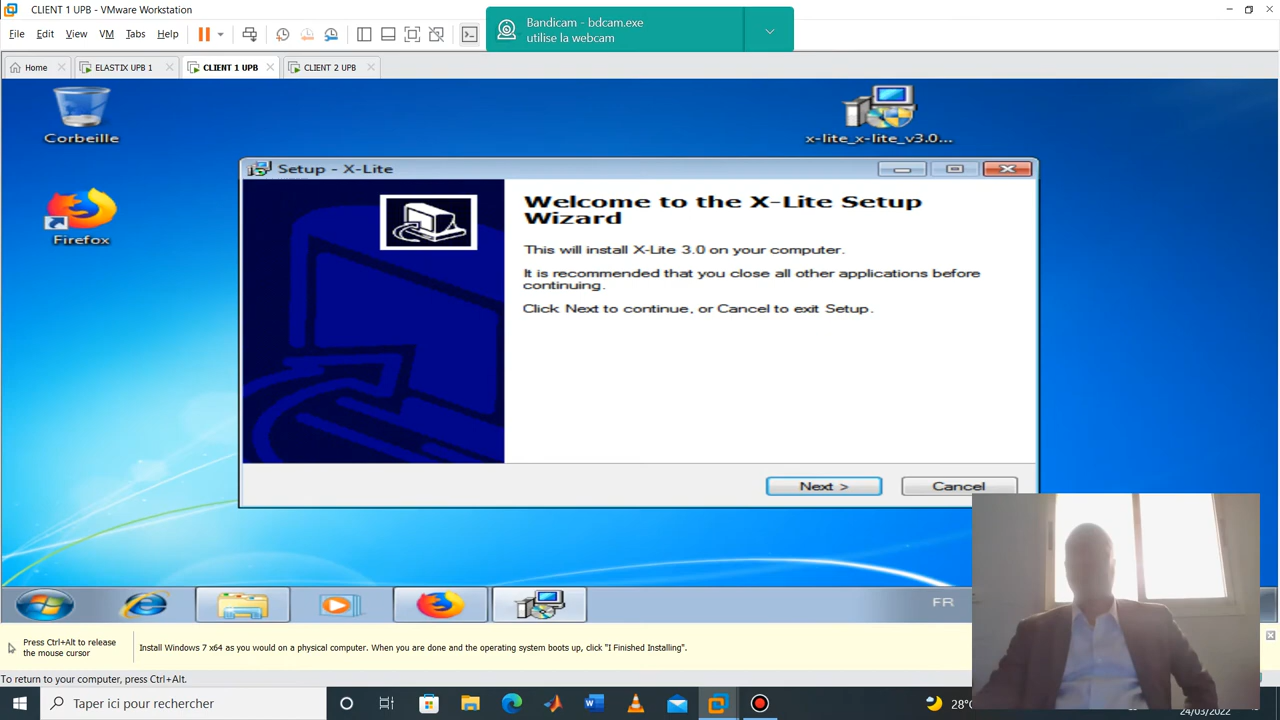 CLIENT 1 UPB - VMware Workstation
Bandicam - bdcam.exe
utilise la webcam
File Edit View VM Tabs Help
Home
ELASTIX UPB 1
CLIENT 1 UPB
CLIENT 2 UPB
Corbeille
x-lite_x-lite_v3.0...
Firefox
Setup - X-Lite
Welcome to the X-Lite Setup
Wizard
This will install X-Lite 3.0 on your computer.
It is recommended that you close all other applications before
continuing.
Click Next to continue, or Cancel to exit Setup.
Next >
Cancel
FR
Press Ctrl+Alt to release
the mouse cursor
Install Windows 7 x64 as you would on a physical computer. When you are done and the operating system boots up, click "I Finished Installing".
To return to your computer, press Ctrl+Alt.
Taper ici pour rechercher
28°
24/03/2022